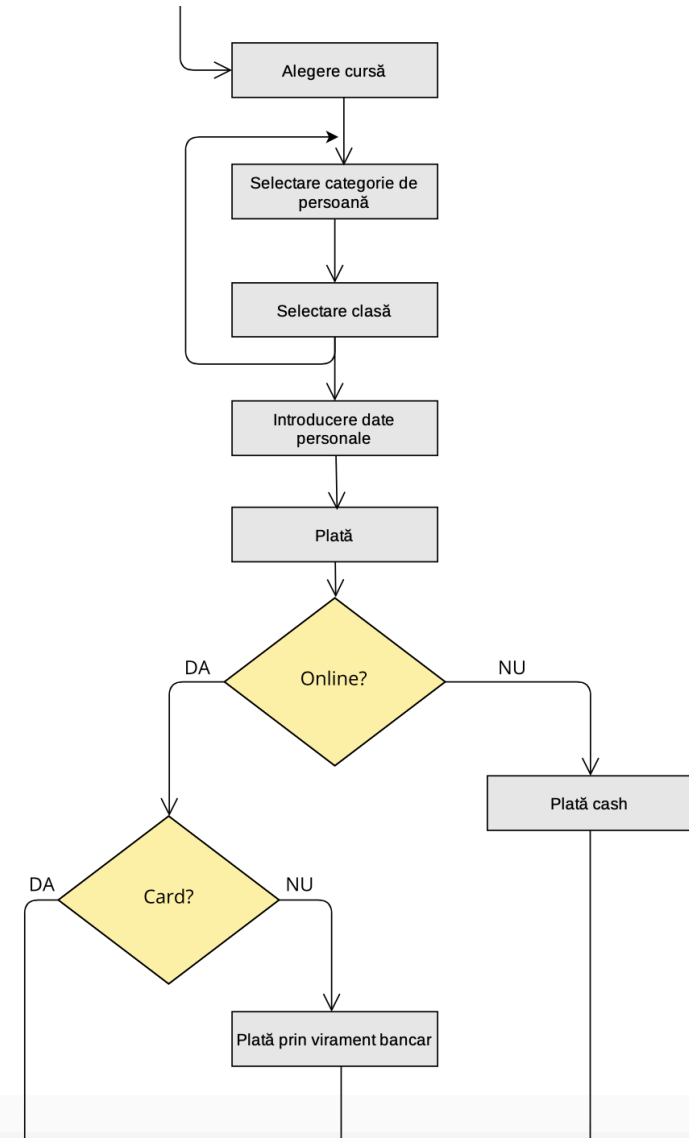 Alegere cursă
Selectare categorie de
persoană
Selectare clasă
Introducere date
personale
Plată
Online?
DA
NU
Plată cash
Card?
DA
NU
Plată prin virament bancar